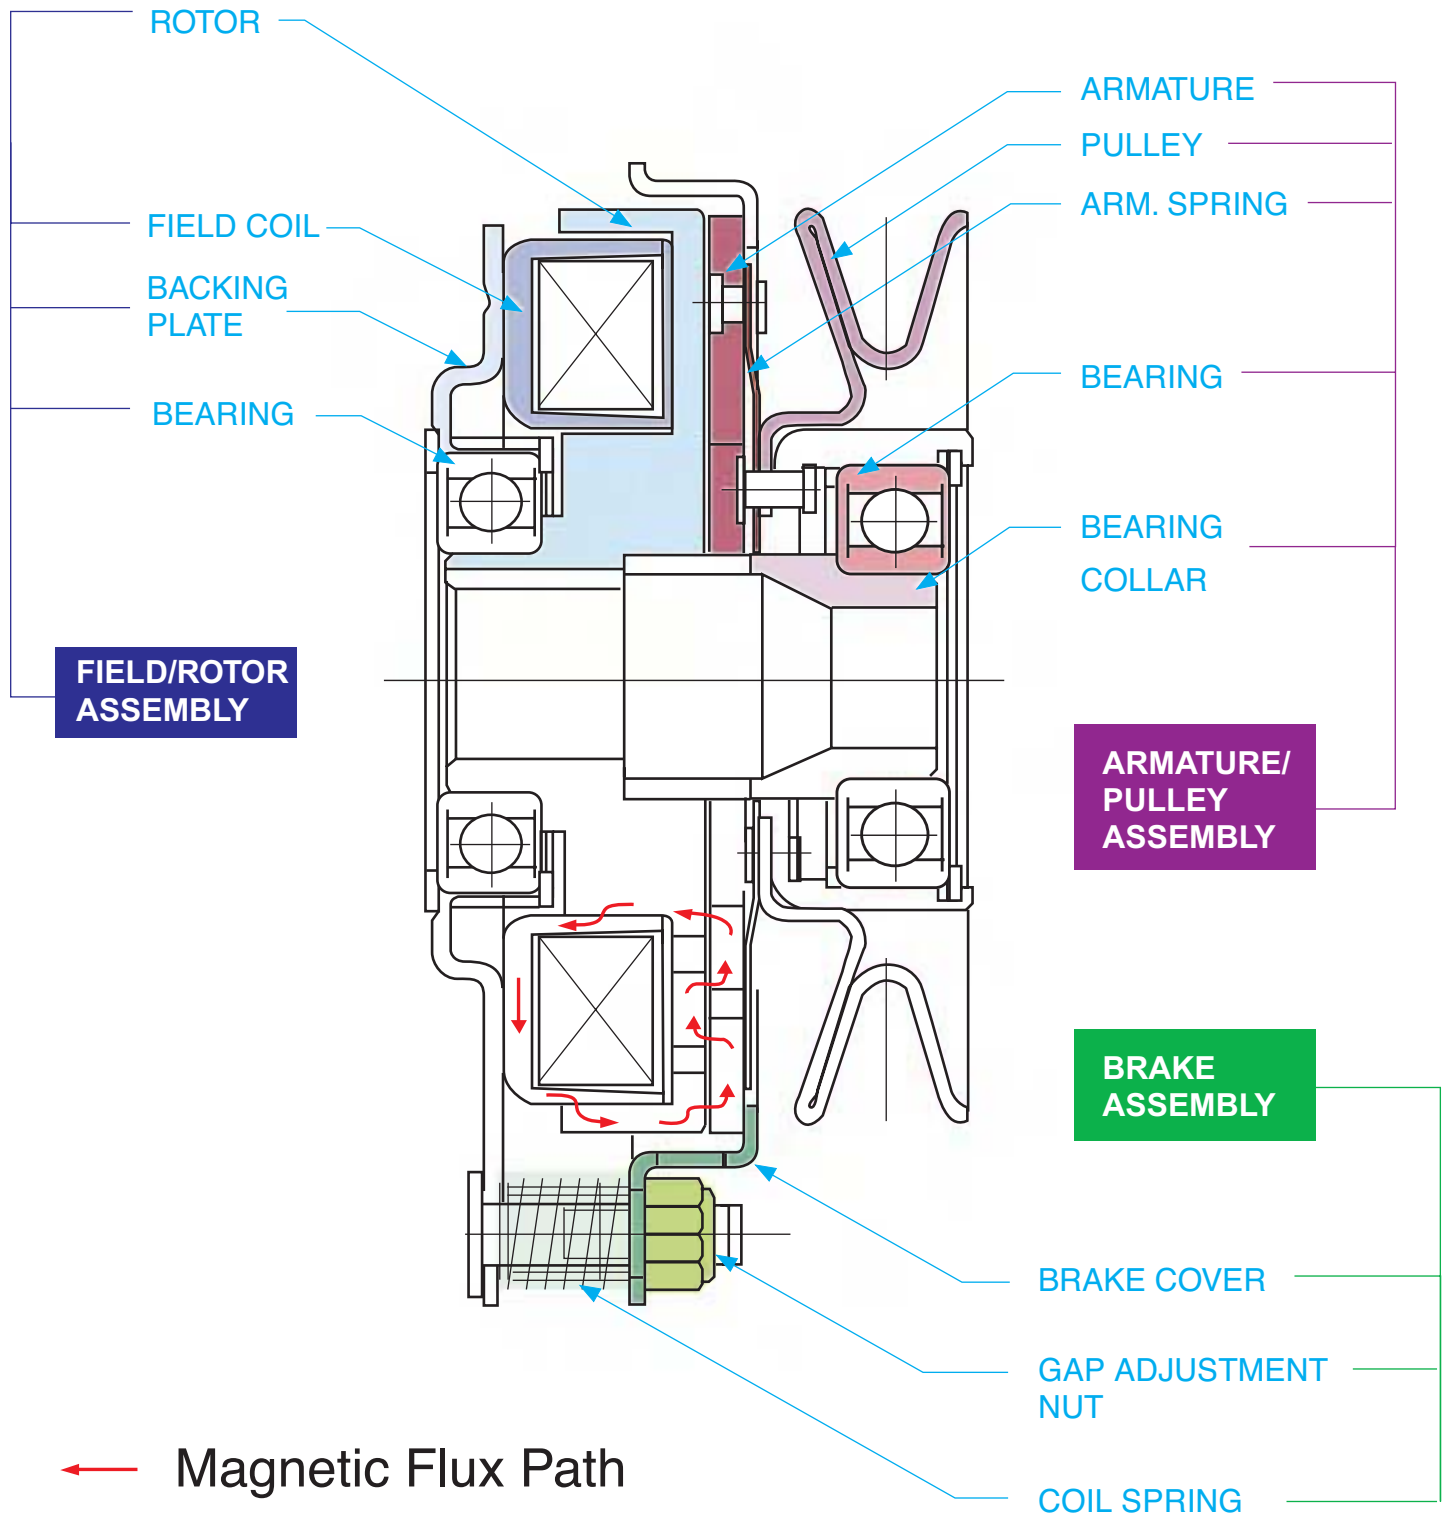 ROTOR
FIELD COIL
BACKING
PLATE
BEARING
FIELD/ROTOR
ASSEMBLY
ARMATURE
PULLEY
ARM. SPRING
BEARING
BEARING
COLLAR
ARMATURE/
PULLEY
ASSEMBLY
BRAKE
ASSEMBLY
BRAKE COVER
GAP ADJUSTMENT
NUT
COIL SPRING
Magnetic Flux Path